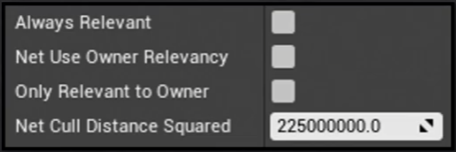 Always Relevant
Net Use Owner Relevancy
Only Relevant to Owner
Net Cull Distance Squared 225000000.0